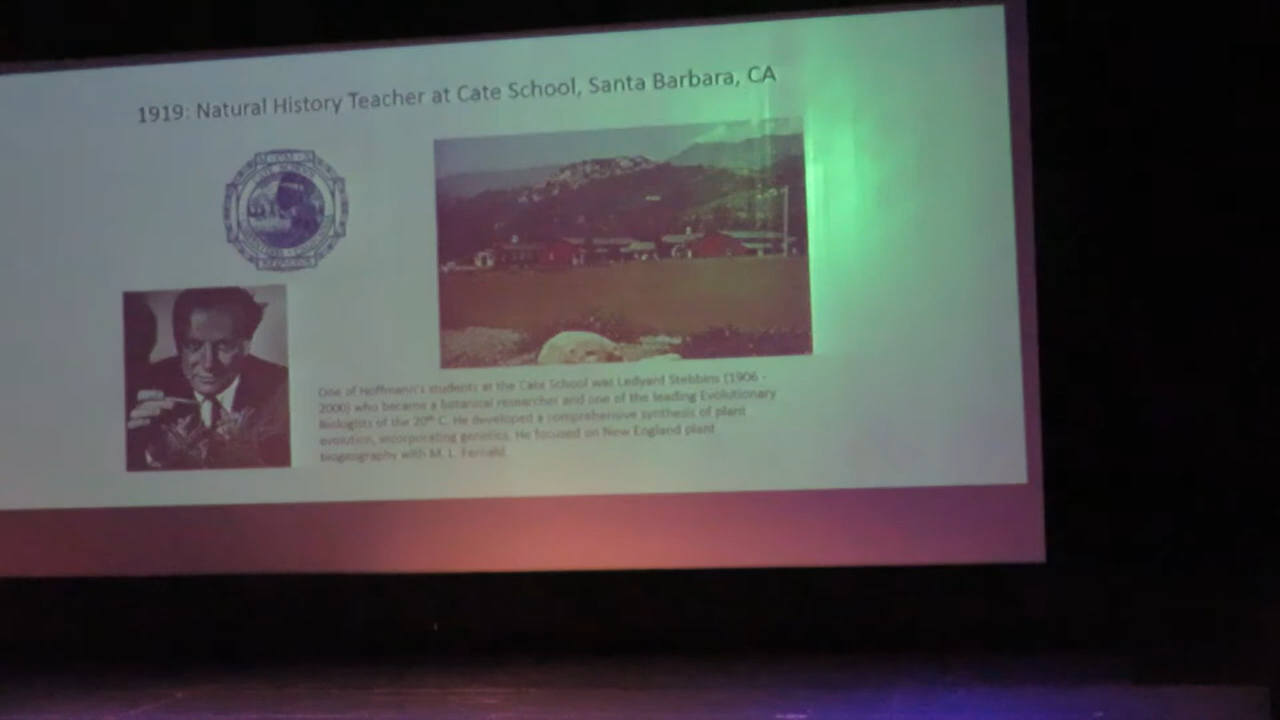 1919: Natural History Teacher at Cate School, Santa Barbara, CA
One of Hoffmann's students at the Cate School was Ledyard Stebbins (1906 -
2000) who became a botanical researcher and one of the leading Evolutionary
Biologists of the 20th C. He developed a comprehensive synthesis of plant
evolution, incorporating genetics. He focused on New England plant
biogeography with M. L. Fernald.